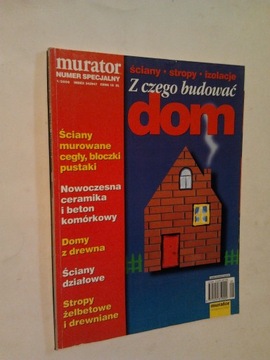 murator
NUMER SPECJALNY
ściany • stropy • izolacje
Z czego budować
dom
Ściany
murowane
cegły, bloczki
pustaki
Nowoczesna
ceramika
i beton
komórkowy
Domy
z drewna
Ściany
działowe
Stropy
żelbetowe
i drewniane
murator